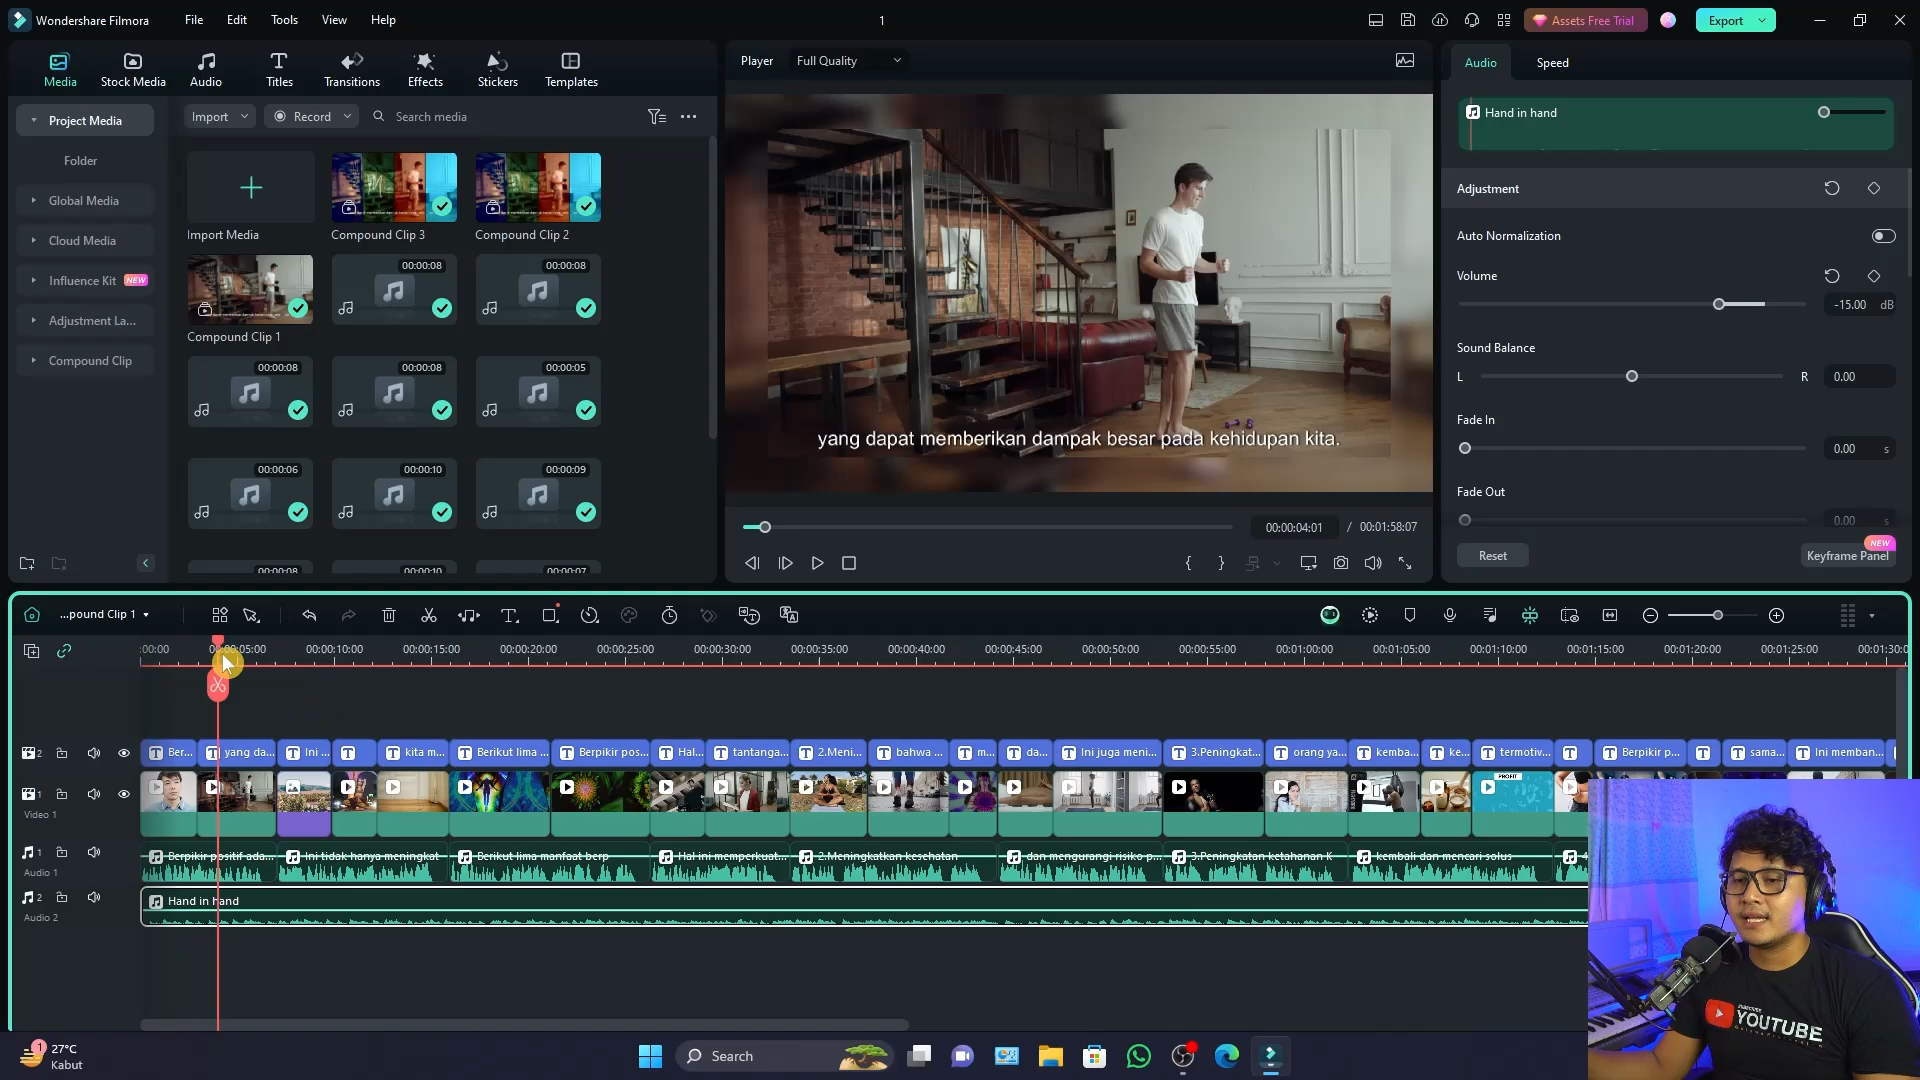 Wondershare Filmora File Edit Tools View Help 1 Assets Free Trial Export
Media Stock Media Audio Titles Transitions Effects Stickers Templates
Project Media
Folder
Global Media
Cloud Media
Influence Kit NEW
Adjustment La...
Compound Clip
Import Record Search media
Import Media Compound Clip 3 Compound Clip 2
00:00:08 00:00:08
Compound Clip 1
00:00:08 00:00:08 00:00:05
00:00:06 00:00:10 00:00:09
00:00:08 00:00:10 00:00:07
Player Full Quality
yang dapat memberikan dampak besar pada kehidupan kita.
00:00:04:01 / 00:01:58:07
Audio Speed
Hand in hand
Adjustment
Auto Normalization
Volume
-15.00 dB
Sound Balance
L R 0.00
Fade In
0.00 s
Fade Out
0.00 s
NEW
Reset Keyframe Panel
...pound Clip 1
:00:00 00:00:05:00 00:00:10:00 00:00:15:00 00:00:20:00 00:00:25:00 00:00:30:00 00:00:35:00 00:00:40:00 00:00:45:00 00:00:50:00 00:00:55:00 00:01:00:00 00:01:05:00 00:01:10:00 00:01:15:00 00:01:20:00 00:01:25:00 00:01:30:0
2 Ber... yang da... Ini ... kita m... Berikut lima ... Berpikir pos... Hal... tantanga... 2.Meni... bahwa ... m... da... Ini juga meni... 3.Peningkat... orang ya... kemba... ke... termotiv... Berpikir p... sama... Ini memban...
1
PROFIT
Video 1
1 Berpikir positif ada... Ini tidak hanya meningkat Berikut lima manfaat berp Hal ini memperkuat... 2.Meningkatkan kesehatan dan mengurangi risiko p... 3.Peningkatan ketahanan K kembali dan mencari solus 4
Audio 1
2 Hand in hand
Audio 2
YOUTUBE
1 27°C
Kabut
Search